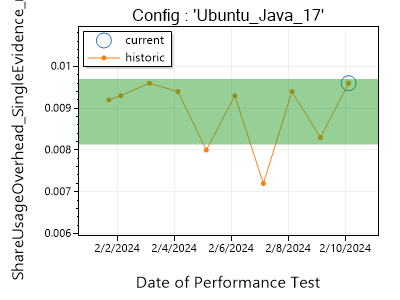 Config : 'Ubuntu_Java_17'
current
historic
ShareUsageOverhead_SingleEvidence_
0.01
0.009
0.008
0.007
0.006
2/2/2024
2/4/2024
2/6/2024
2/8/2024
2/10/2024
Date of Performance Test